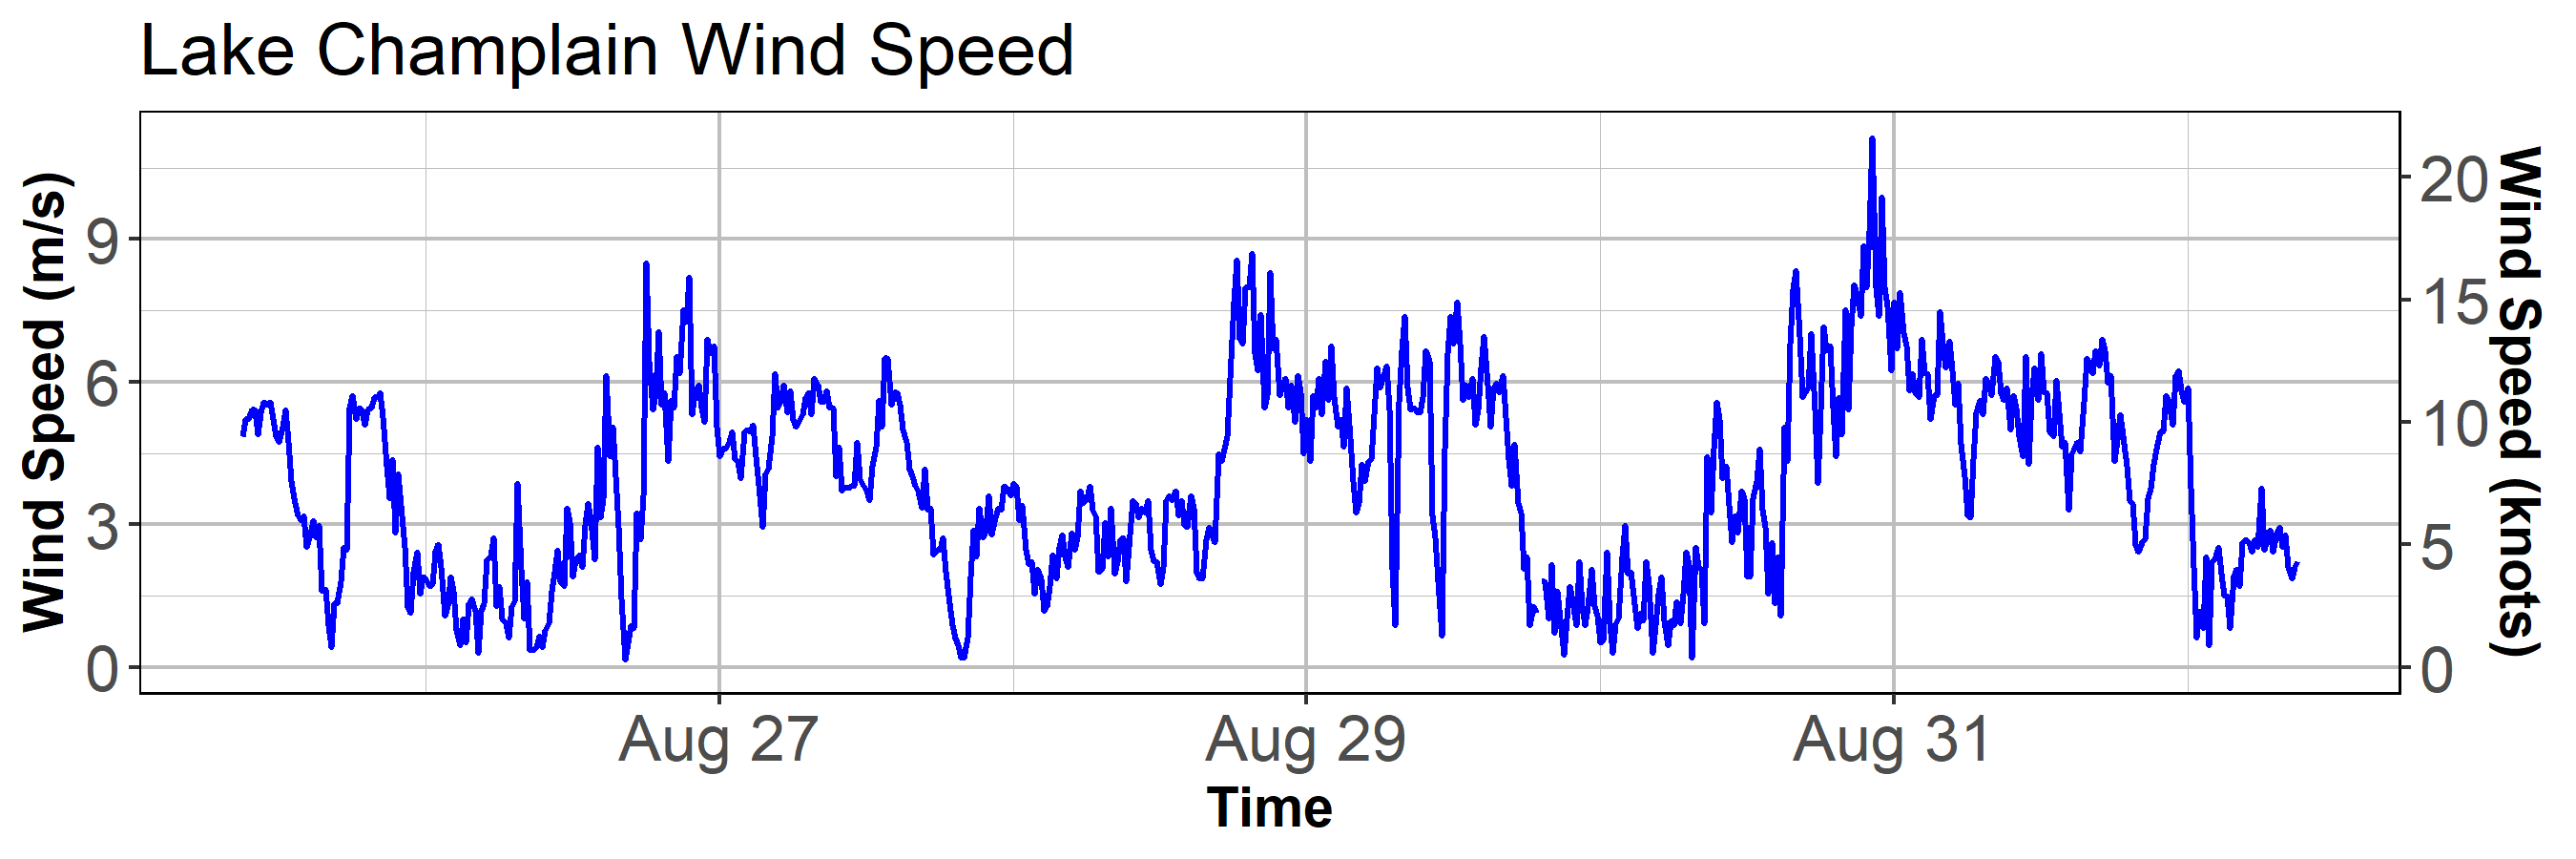 Lake Champlain Wind Speed
Wind Speed (m/s)
9
6
3
0
20
15
10
5
0
Wind Speed (knots)
Aug 27
Aug 29
Aug 31
Time